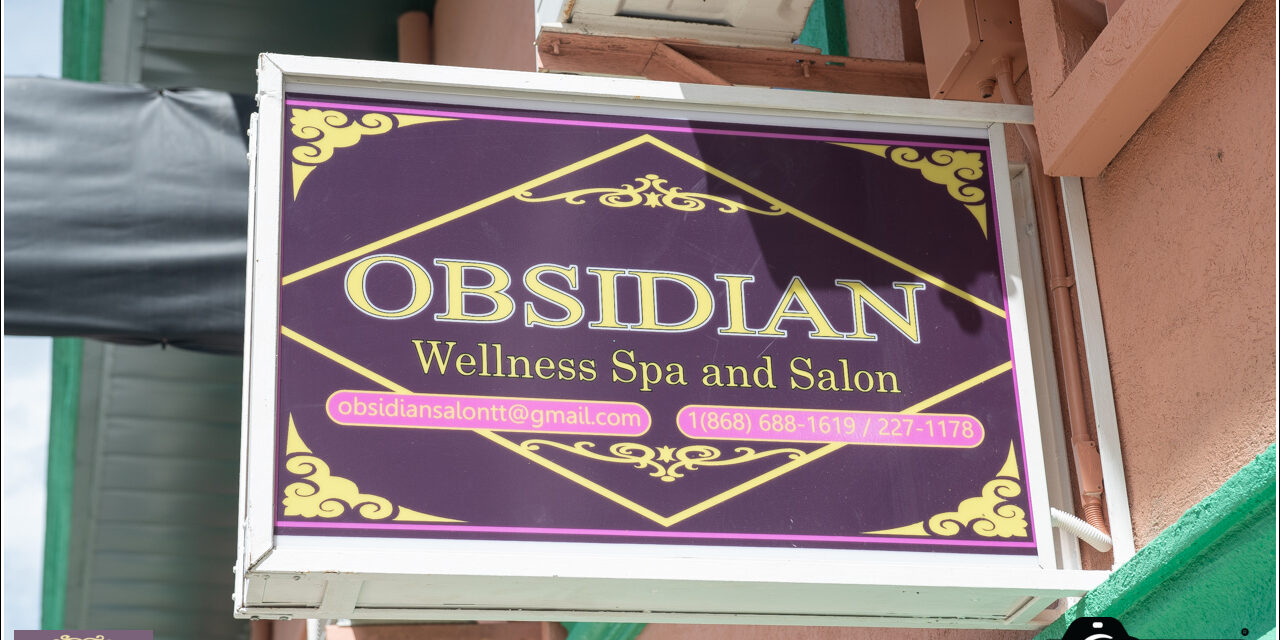 OBSIDIAN
Wellness Spa and Salon
obsidiansalontt@gmail.com
1(868) 688-1619 / 227-1178